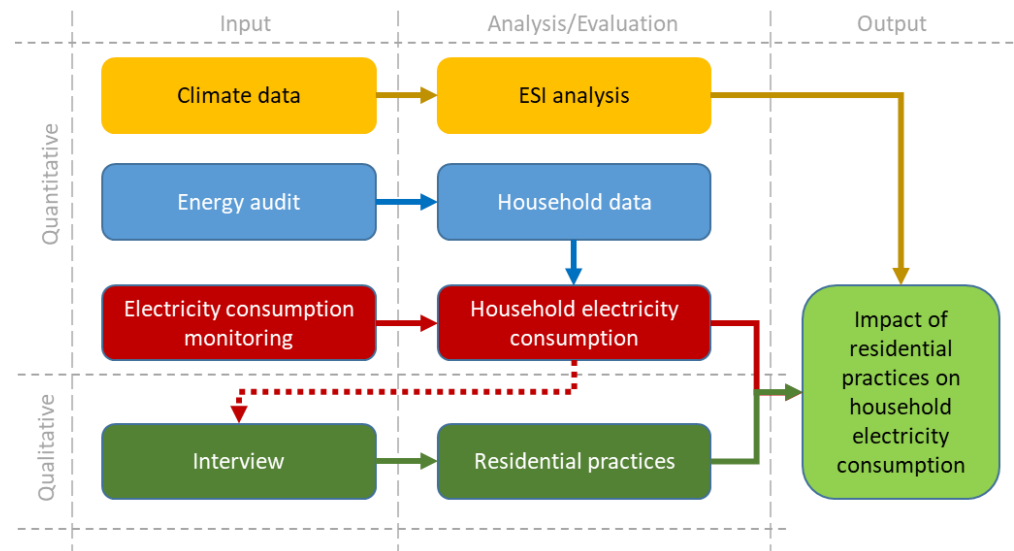 Input
Analysis/Evaluation
Output
Quantitative
Climate data
ESI analysis
Energy audit
Household data
Electricity consumption
monitoring
Household electricity
consumption
Impact of
residential
practices on
household
electricity
consumption
Qualitative
Interview
Residential practices